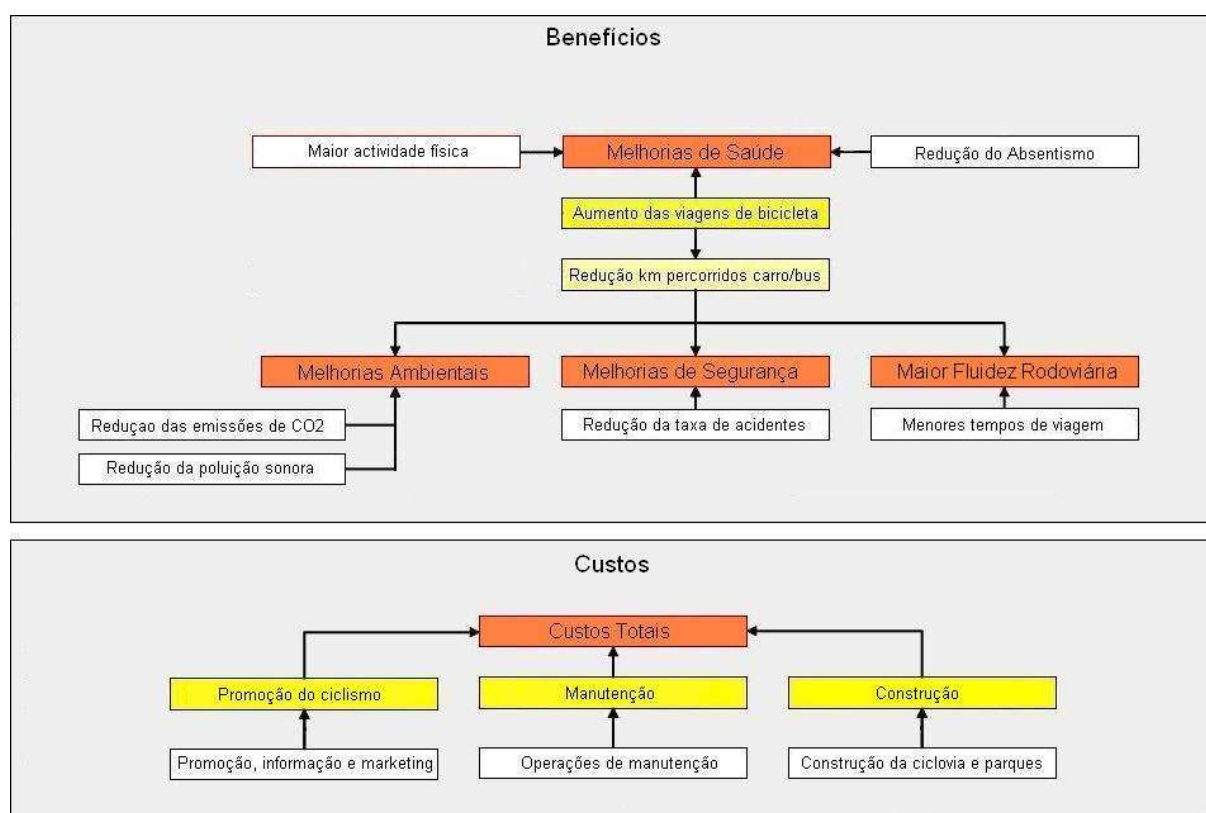 Benefícios
Maior actividade física
Melhorias de Saúde
Redução do Absentismo
Aumento das viagens de bicicleta
Redução km percorridos carro/bus
Melhorias Ambientais
Melhorias de Segurança
Maior Fluidez Rodoviária
Reduçao das emissões de CO2
Redução da taxa de acidentes
Menores tempos de viagem
Redução da poluição sonora
Custos
Custos Totais
Promoção do ciclismo
Manutenção
Construção
Promoção, informação e marketing
Operações de manutenção
Construção da ciclovia e parques